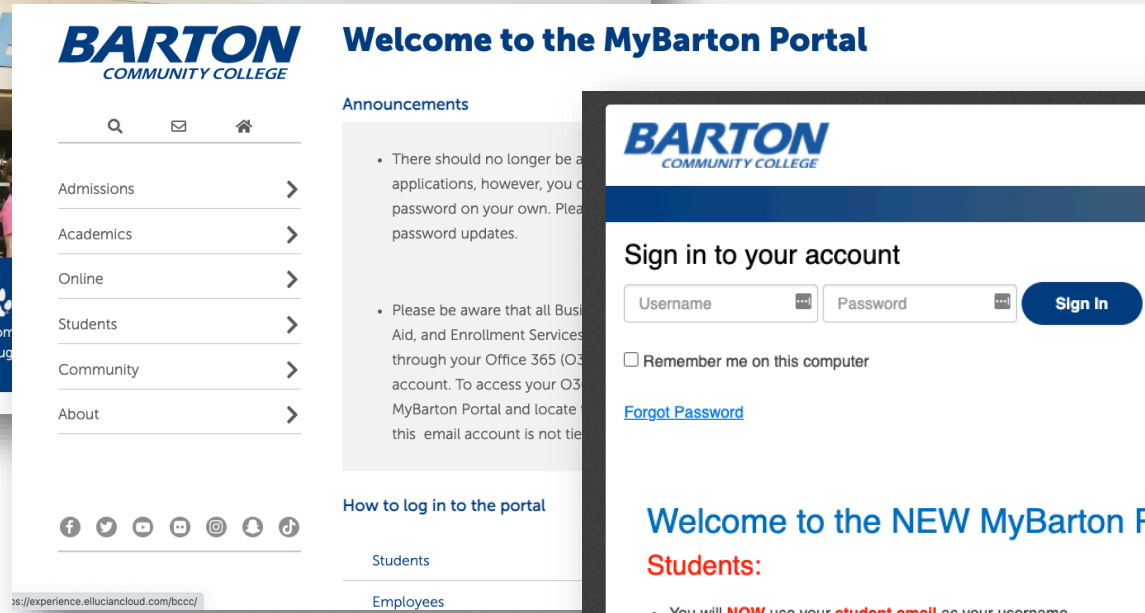 BARTON
COMMUNITY COLLEGE
Admissions
Academics
Online
Students
Community
About
ps://experience.elluciancloud.com/bccc/
Welcome to the MyBarton Portal
Announcements
There should no longer be a
applications, however, you
password on your own. Plea
password updates.
Please be aware that all Busi
Aid, and Enrollment Services
through your Office 365 (O3
account. To access your O3
MyBarton Portal and locate
this email account is not tie
How to log in to the portal
Students
Employees
BARTON
COMMUNITY COLLEGE
Sign in to your account
Username
Password
Sign In
Remember me on this computer
Forgot Password
Welcome to the NEW MyBarton
Students:
You will NOW use your student email as your username